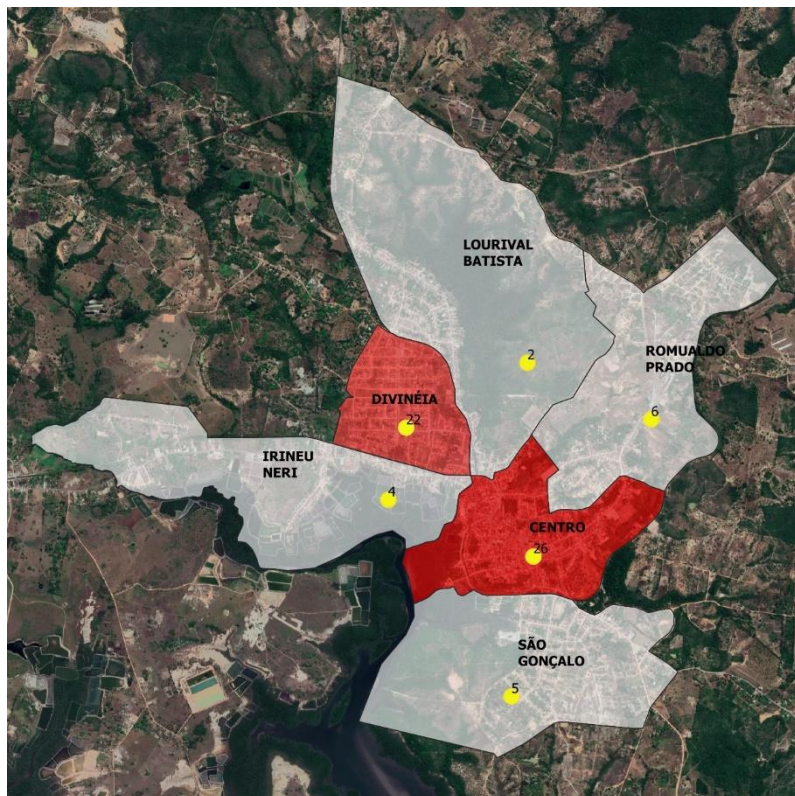 LOURIVAL
BATISTA
2
ROMUALDO
PRADO
6
DIVINÉIA
22
IRINEU
NERI
4
CENTRO
26
SÃO
GONÇALO
5